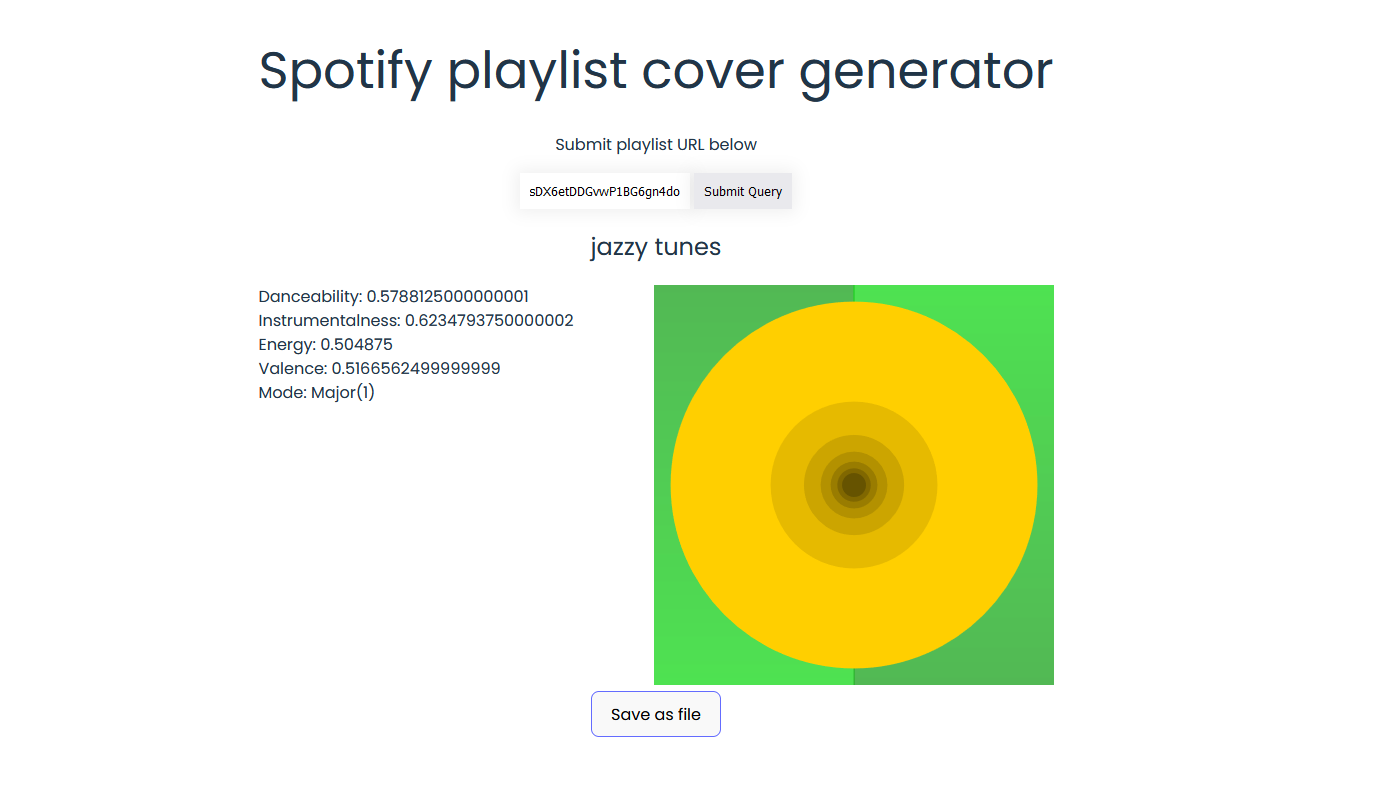 Spotify playlist cover generator
Submit playlist URL below
sDX6etDDGvwP1BG6gn4do Submit Query
jazzy tunes
Danceability: 0.5788125000000001
Instrumentalness: 0.6234793750000002
Energy: 0.504875
Valence: 0.5166562499999999
Mode: Major(1)
Save as file